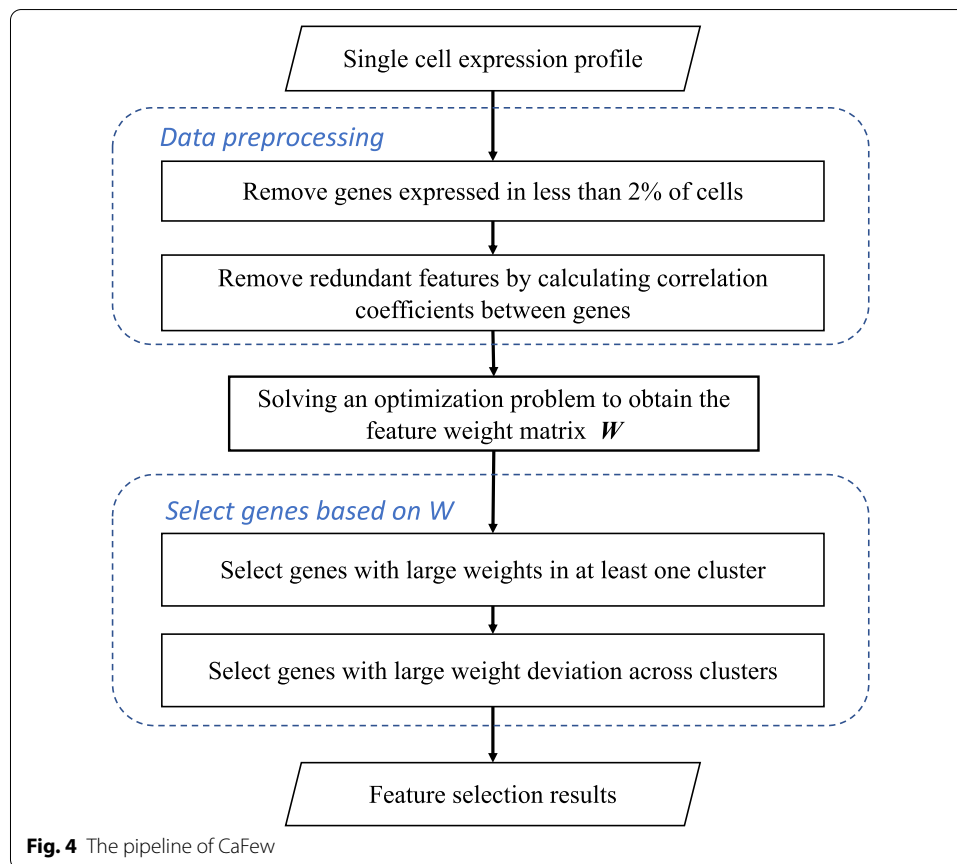 Single cell expression profile
Data preprocessing
Remove genes expressed in less than 2% of cells
Remove redundant features by calculating correlation
coefficients between genes
Solving an optimization problem to obtain the
feature weight matrix W
Select genes based on W
Select genes with large weights in at least one cluster
Select genes with large weight deviation across clusters
Feature selection results
Fig. 4 The pipeline of CaFew